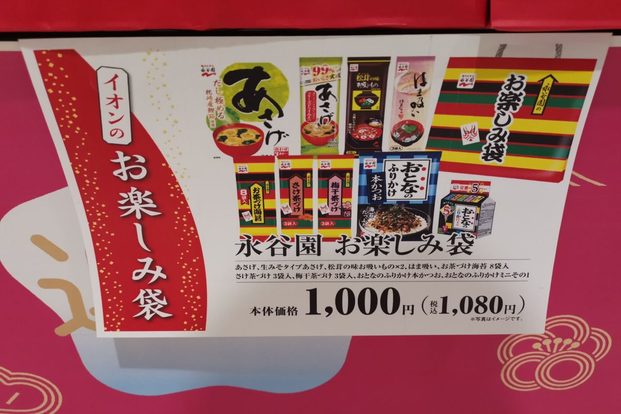 イオンの
お楽しみ袋
あさげ
あさげ
お楽しみ袋
永谷園の
お茶づけ海苔
さけ茶づけ
梅干茶づけ
おとなの
ふりかけ
本かつお
永谷園 お楽しみ袋
あさげ、生みそタイプあさげ、松茸の味お吸いもの×2、はま吸い、お茶づけ海苔 8袋入
さけ茶づけ 3袋入、梅干茶づけ 3袋入、おとなのふりかけ本かつお、おとなのふりかけミニその1
本体価格 1,000円 (税込1,080円)
※写真はイメージです。